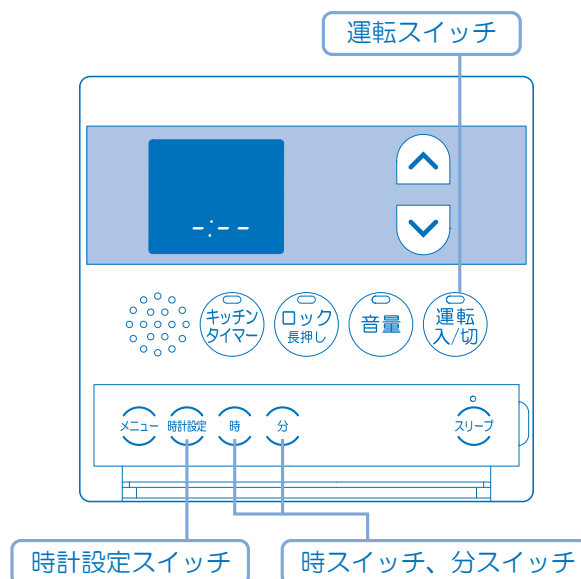 運転スイッチ
-:--
キッチン
タイマー
ロック
長押し
音量
運転
入/切
メニュー
時計設定
時
分
スリープ
時計設定スイッチ
時スイッチ、分スイッチ